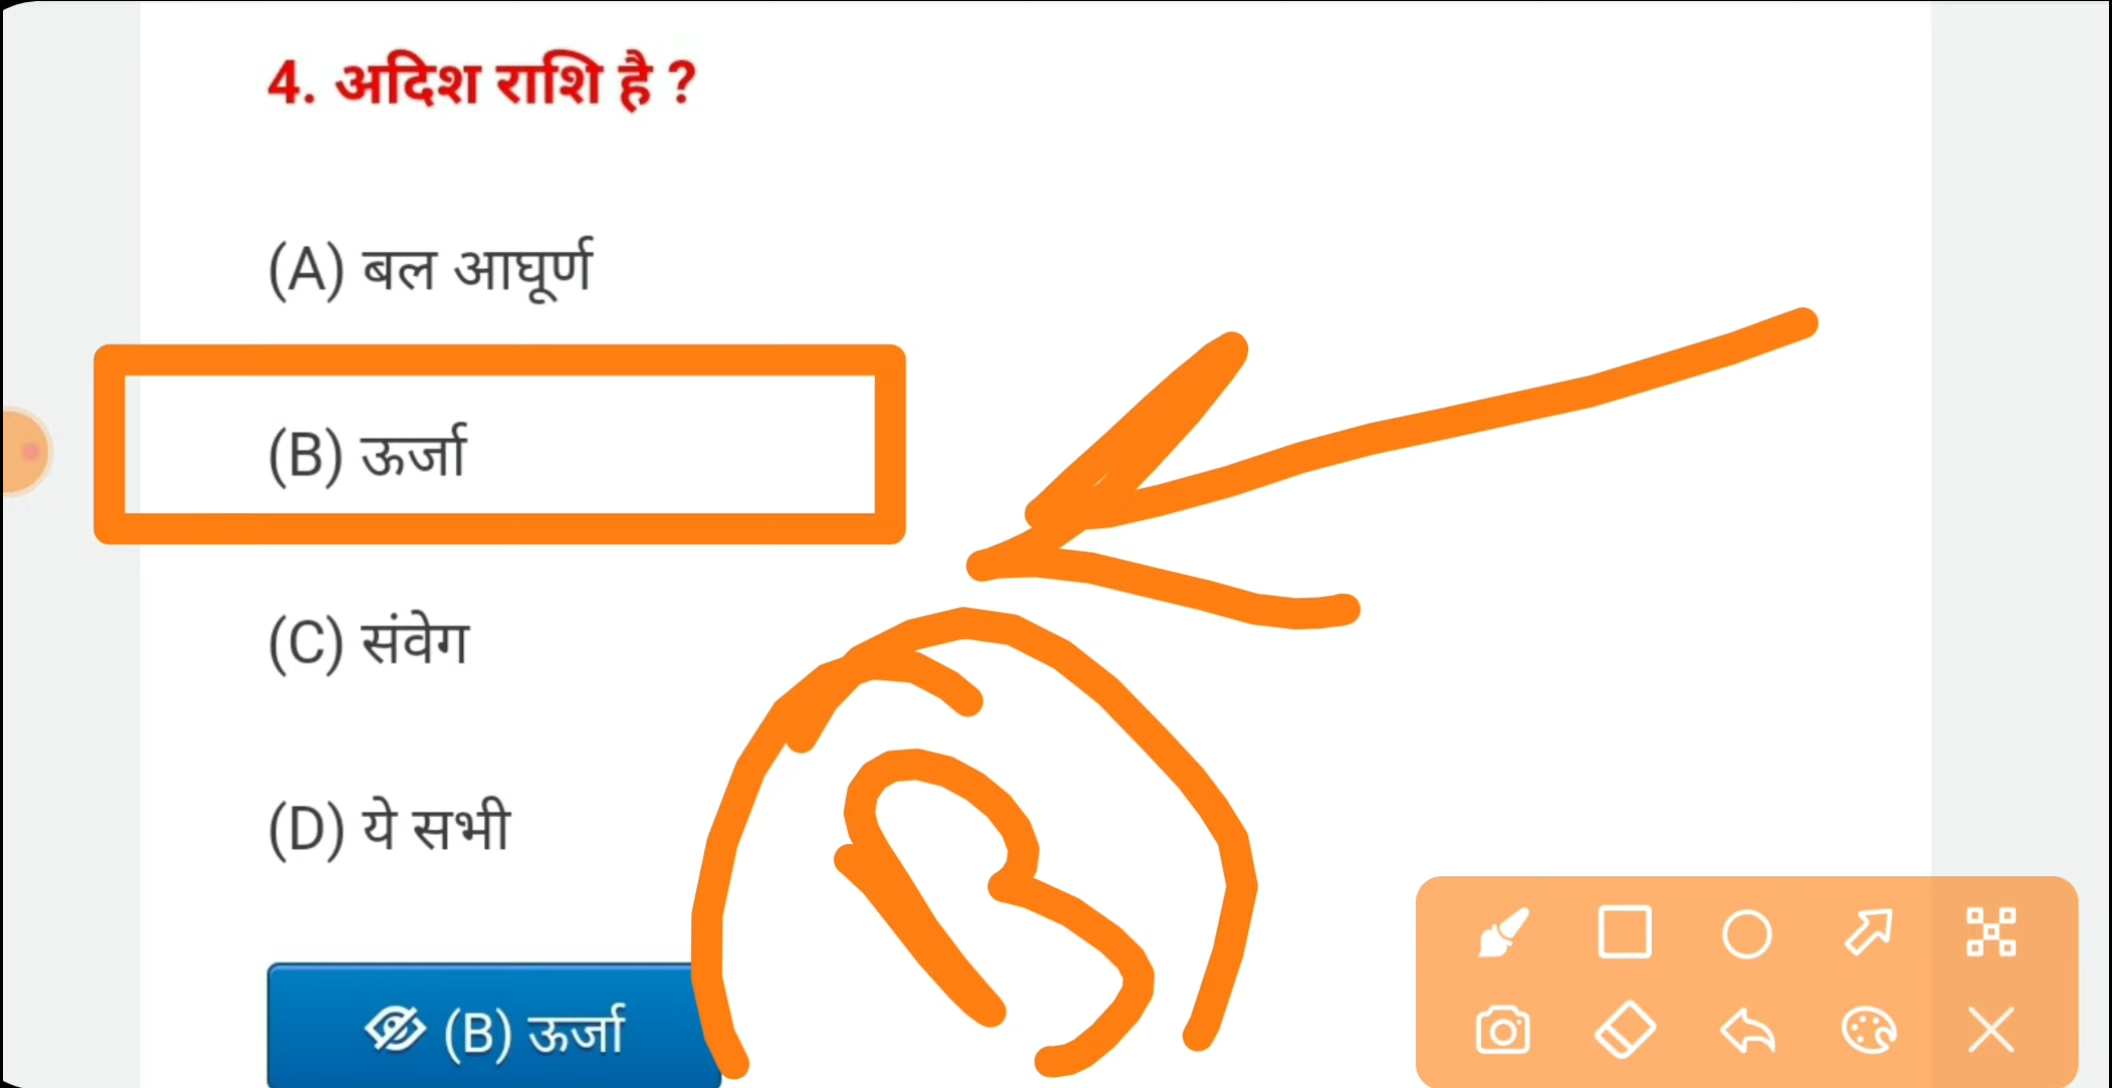 4. अदिश राशि है ?
(A) बल आघूर्ण
(B) ऊर्जा
(C) संवेग
(D) ये सभी
(B) ऊर्जा
B